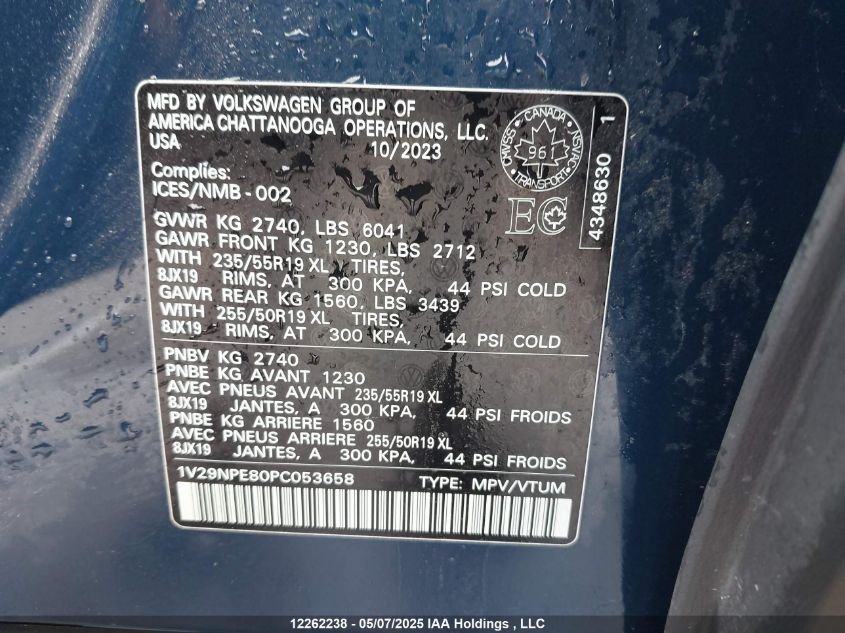 MFD BY VOLKSWAGEN GROUP OF
AMERICA CHATTANOOGA OPERATIONS, LLC.
USA 10/2023
CANADA
CMVSS NSVAC
96 1
TRANSPORT
EC
4348630 1
Complies:
ICES/NMB-002
GVWR KG 2740, LBS 6041
GAWR FRONT KG 1230, LBS 2712
WITH 235/55R19 XL TIRES,
8JX19 RIMS, AT 300 KPA, 44 PSI COLD
GAWR REAR KG 1560, LBS 3439
WITH 255/50R19 XL TIRES,
8JX19 RIMS, AT 300 KPA, 44 PSI COLD
PNBV KG 2740
PNBE KG AVANT 1230
AVEC PNEUS AVANT 235/55R19 XL
8JX19 JANTES, A 300 KPA, 44 PSI FROIDS
PNBE KG ARRIERE 1560
AVEC PNEUS ARRIERE 255/50R19 XL
8JX19 JANTES, A 300 KPA, 44 PSI FROIDS
1V29NPE80PC053658 TYPE: MPV/VTUM
12262238 - 05/07/2025 IAA Holdings , LLC